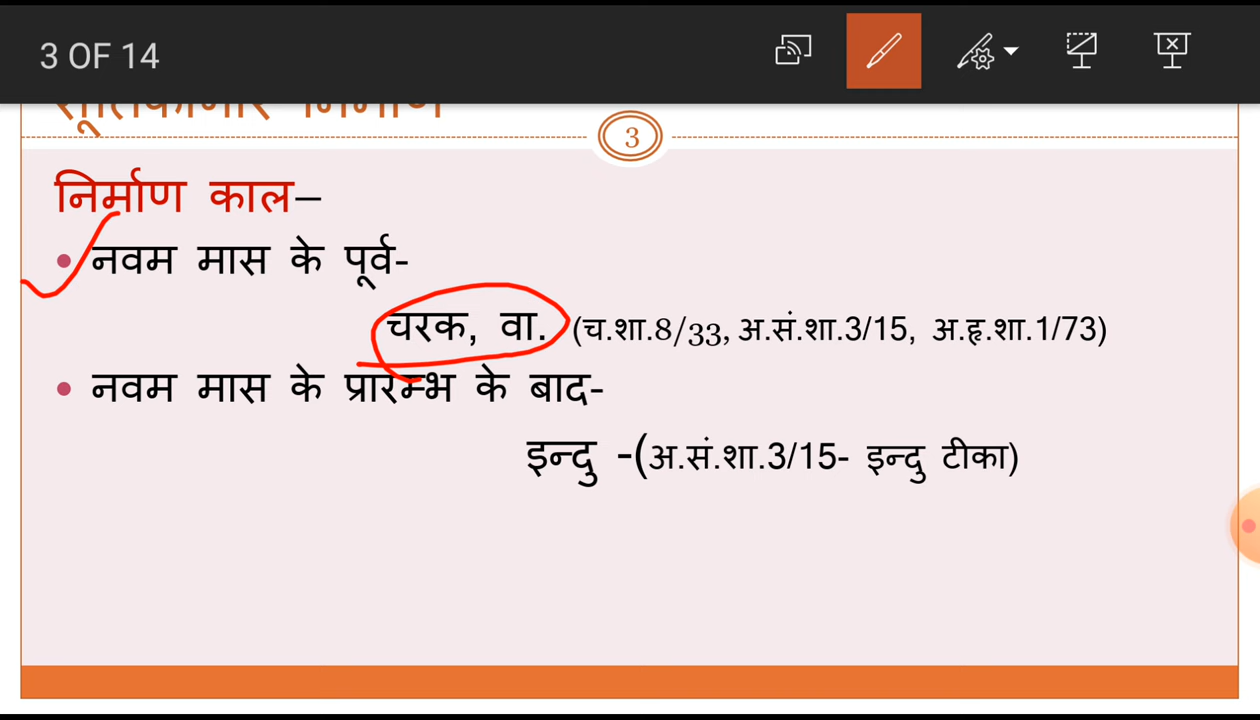 3 OF 14
सूतिकागार निर्माण
3
निर्माण काल–
• नवम मास के पूर्व-
चरक, वा. (च.शा.8/33, अ.सं.शा.3/15, अ.हृ.शा.1/73)
• नवम मास के प्रारम्भ के बाद-
इन्दु -(अ.सं.शा.3/15- इन्दु टीका)